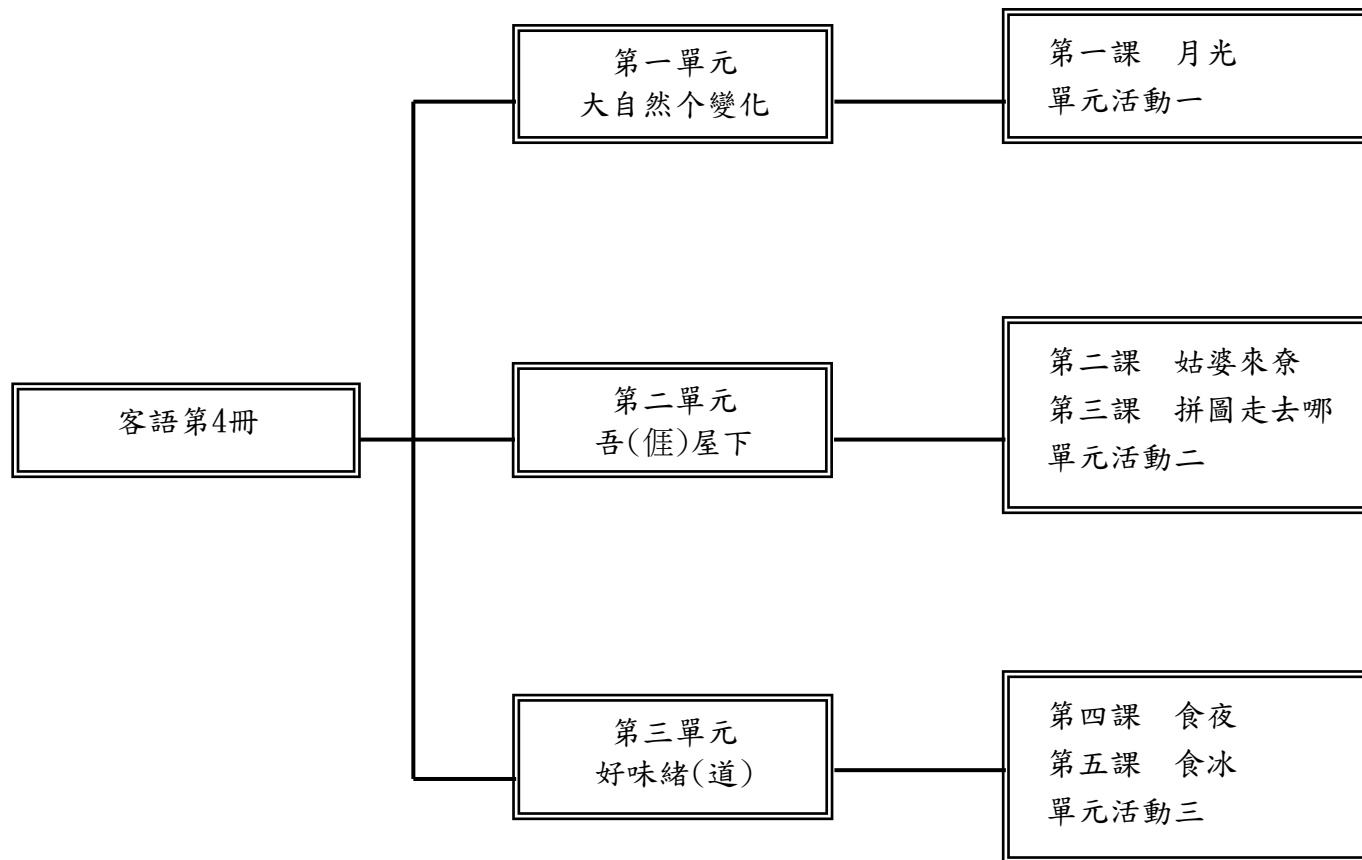 客語第4冊
第一單元
大自然个變化
第一課　月光
單元活動一
第二單元
吾(𠊎)屋下
第二課　姑婆來尞
第三課　拼圖走去哪
單元活動二
第三單元
好味緒(道)
第四課　食夜
第五課　食冰
單元活動三